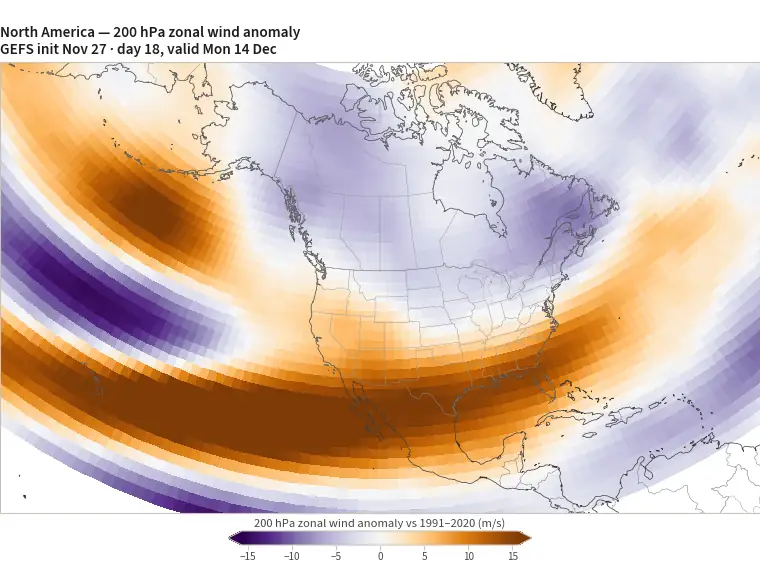 North America — 200 hPa zonal wind anomaly
GEFS init Nov 27 · day 18, valid Mon 14 Dec
200 hPa zonal wind anomaly vs 1991–2020 (m/s)
−15 −10 −5 0 5 10 15